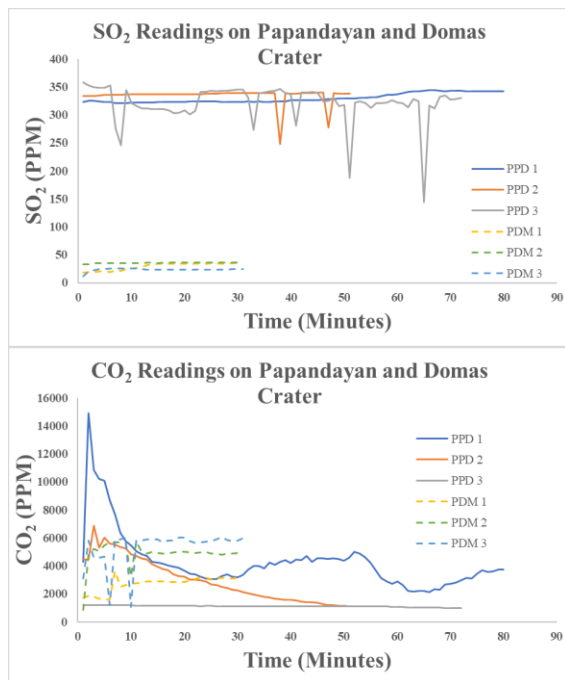 SO₂ Readings on Papandayan and Domas
Crater
400
350
300
250
200
150
100
50
0
SO₂ (PPM)
PPD 1
PPD 2
PPD 3
PDM 1
PDM 2
PDM 3
0 10 20 30 40 50 60 70 80 90
Time (Minutes)
CO₂ Readings on Papandayan and Domas
Crater
16000
14000
12000
10000
8000
6000
4000
2000
0
CO₂ (PPM)
PPD 1
PPD 2
PPD 3
PDM 1
PDM 2
PDM 3
0 10 20 30 40 50 60 70 80 90
Time (Minutes)